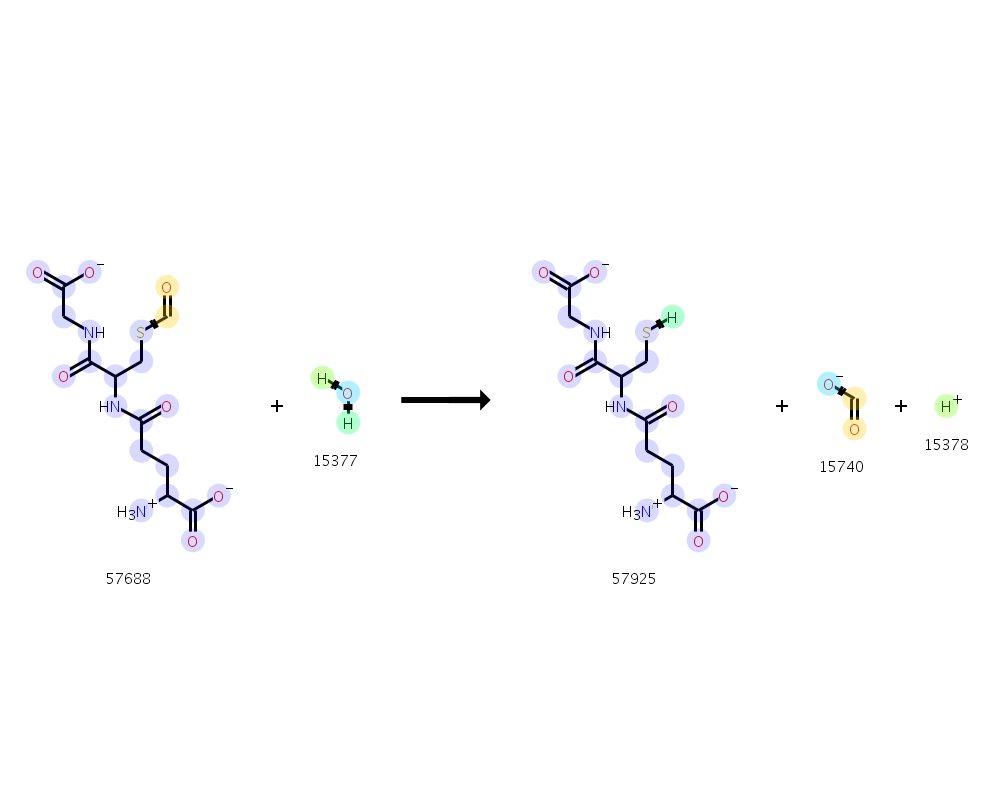 O O⁻ O
NH S
O
HN O
H₃N⁺ O⁻
O
57688
+
H O
H
15377
O O⁻
NH S H
O
HN O
H₃N⁺ O⁻
O
57925
+
O⁻
O
15740
+
H⁺
15378